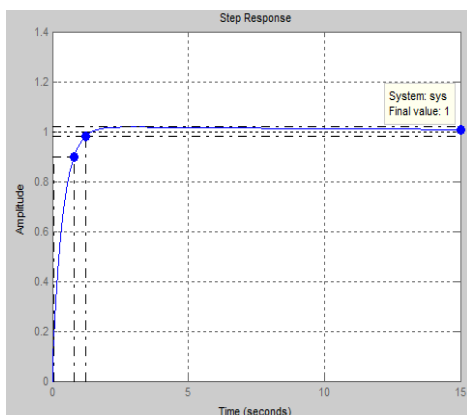 Step Response
1.4
1.2
1
0.8
0.6
0.4
0.2
0
Amplitude
System: sys
Final value: 1
0
5
10
15
Time (seconds)